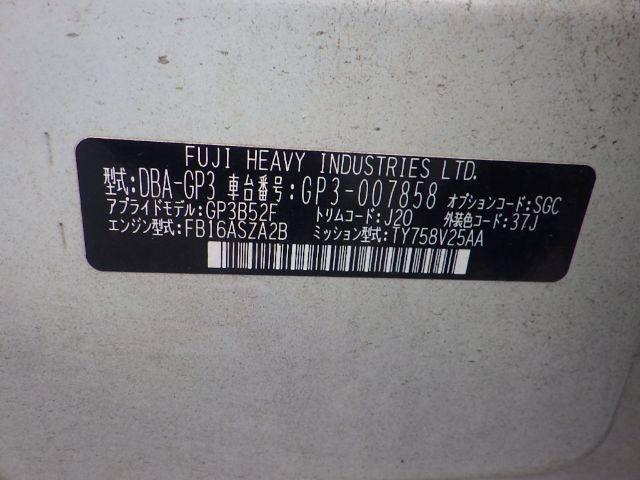 FUJI HEAVY INDUSTRIES LTD.
型式:DBA-GP3 車台番号:GP3-007858 オプションコード:SGC
アプライドモデル:GP3B52F トリムコード:J20 外装色コード:37J
エンジン型式:FB16ASZA2B ミッション型式:TY758V25AA